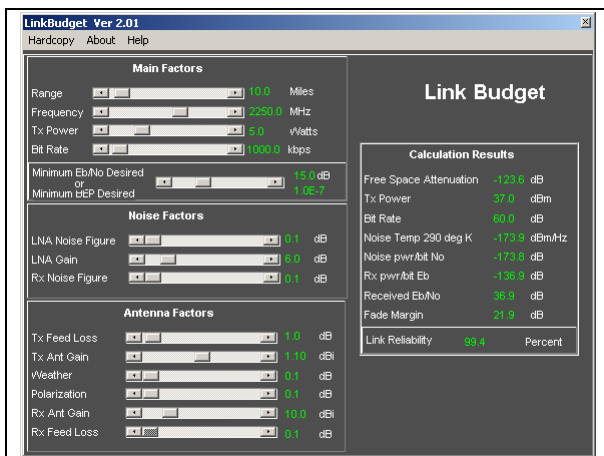 LinkBudget Ver 2.01
Hardcopy About Help
Main Factors
Range 10.0 Miles
Frequency 2250.0 MHz
Tx Power 5.0 Watts
Bit Rate 1000.0 kbps
Minimum Eb/No Desired 15.0 dB
or
Minimum BEP Desired 1.0E-7
Noise Factors
LNA Noise Figure 0.1 dB
LNA Gain 6.0 dB
Rx Noise Figure 0.1 dB
Antenna Factors
Tx Feed Loss 1.0 dB
Tx Ant Gain 1.10 dBi
Weather 0.1 dB
Polarization 0.1 dB
Rx Ant Gain 10.0 dBi
Rx Feed Loss 0.1 dB
Link Budget
Calculation Results
Free Space Attenuation -123.6 dB
Tx Power 37.0 dBm
Bit Rate 60.0 dB
Noise Temp 290 deg K -173.9 dBm/Hz
Noise pwr/bit No -173.8 dB
Rx pwr/bit Eb -136.9 dB
Received Eb/No 36.9 dB
Fade Margin 21.9 dB
Link Reliability 99.4 Percent